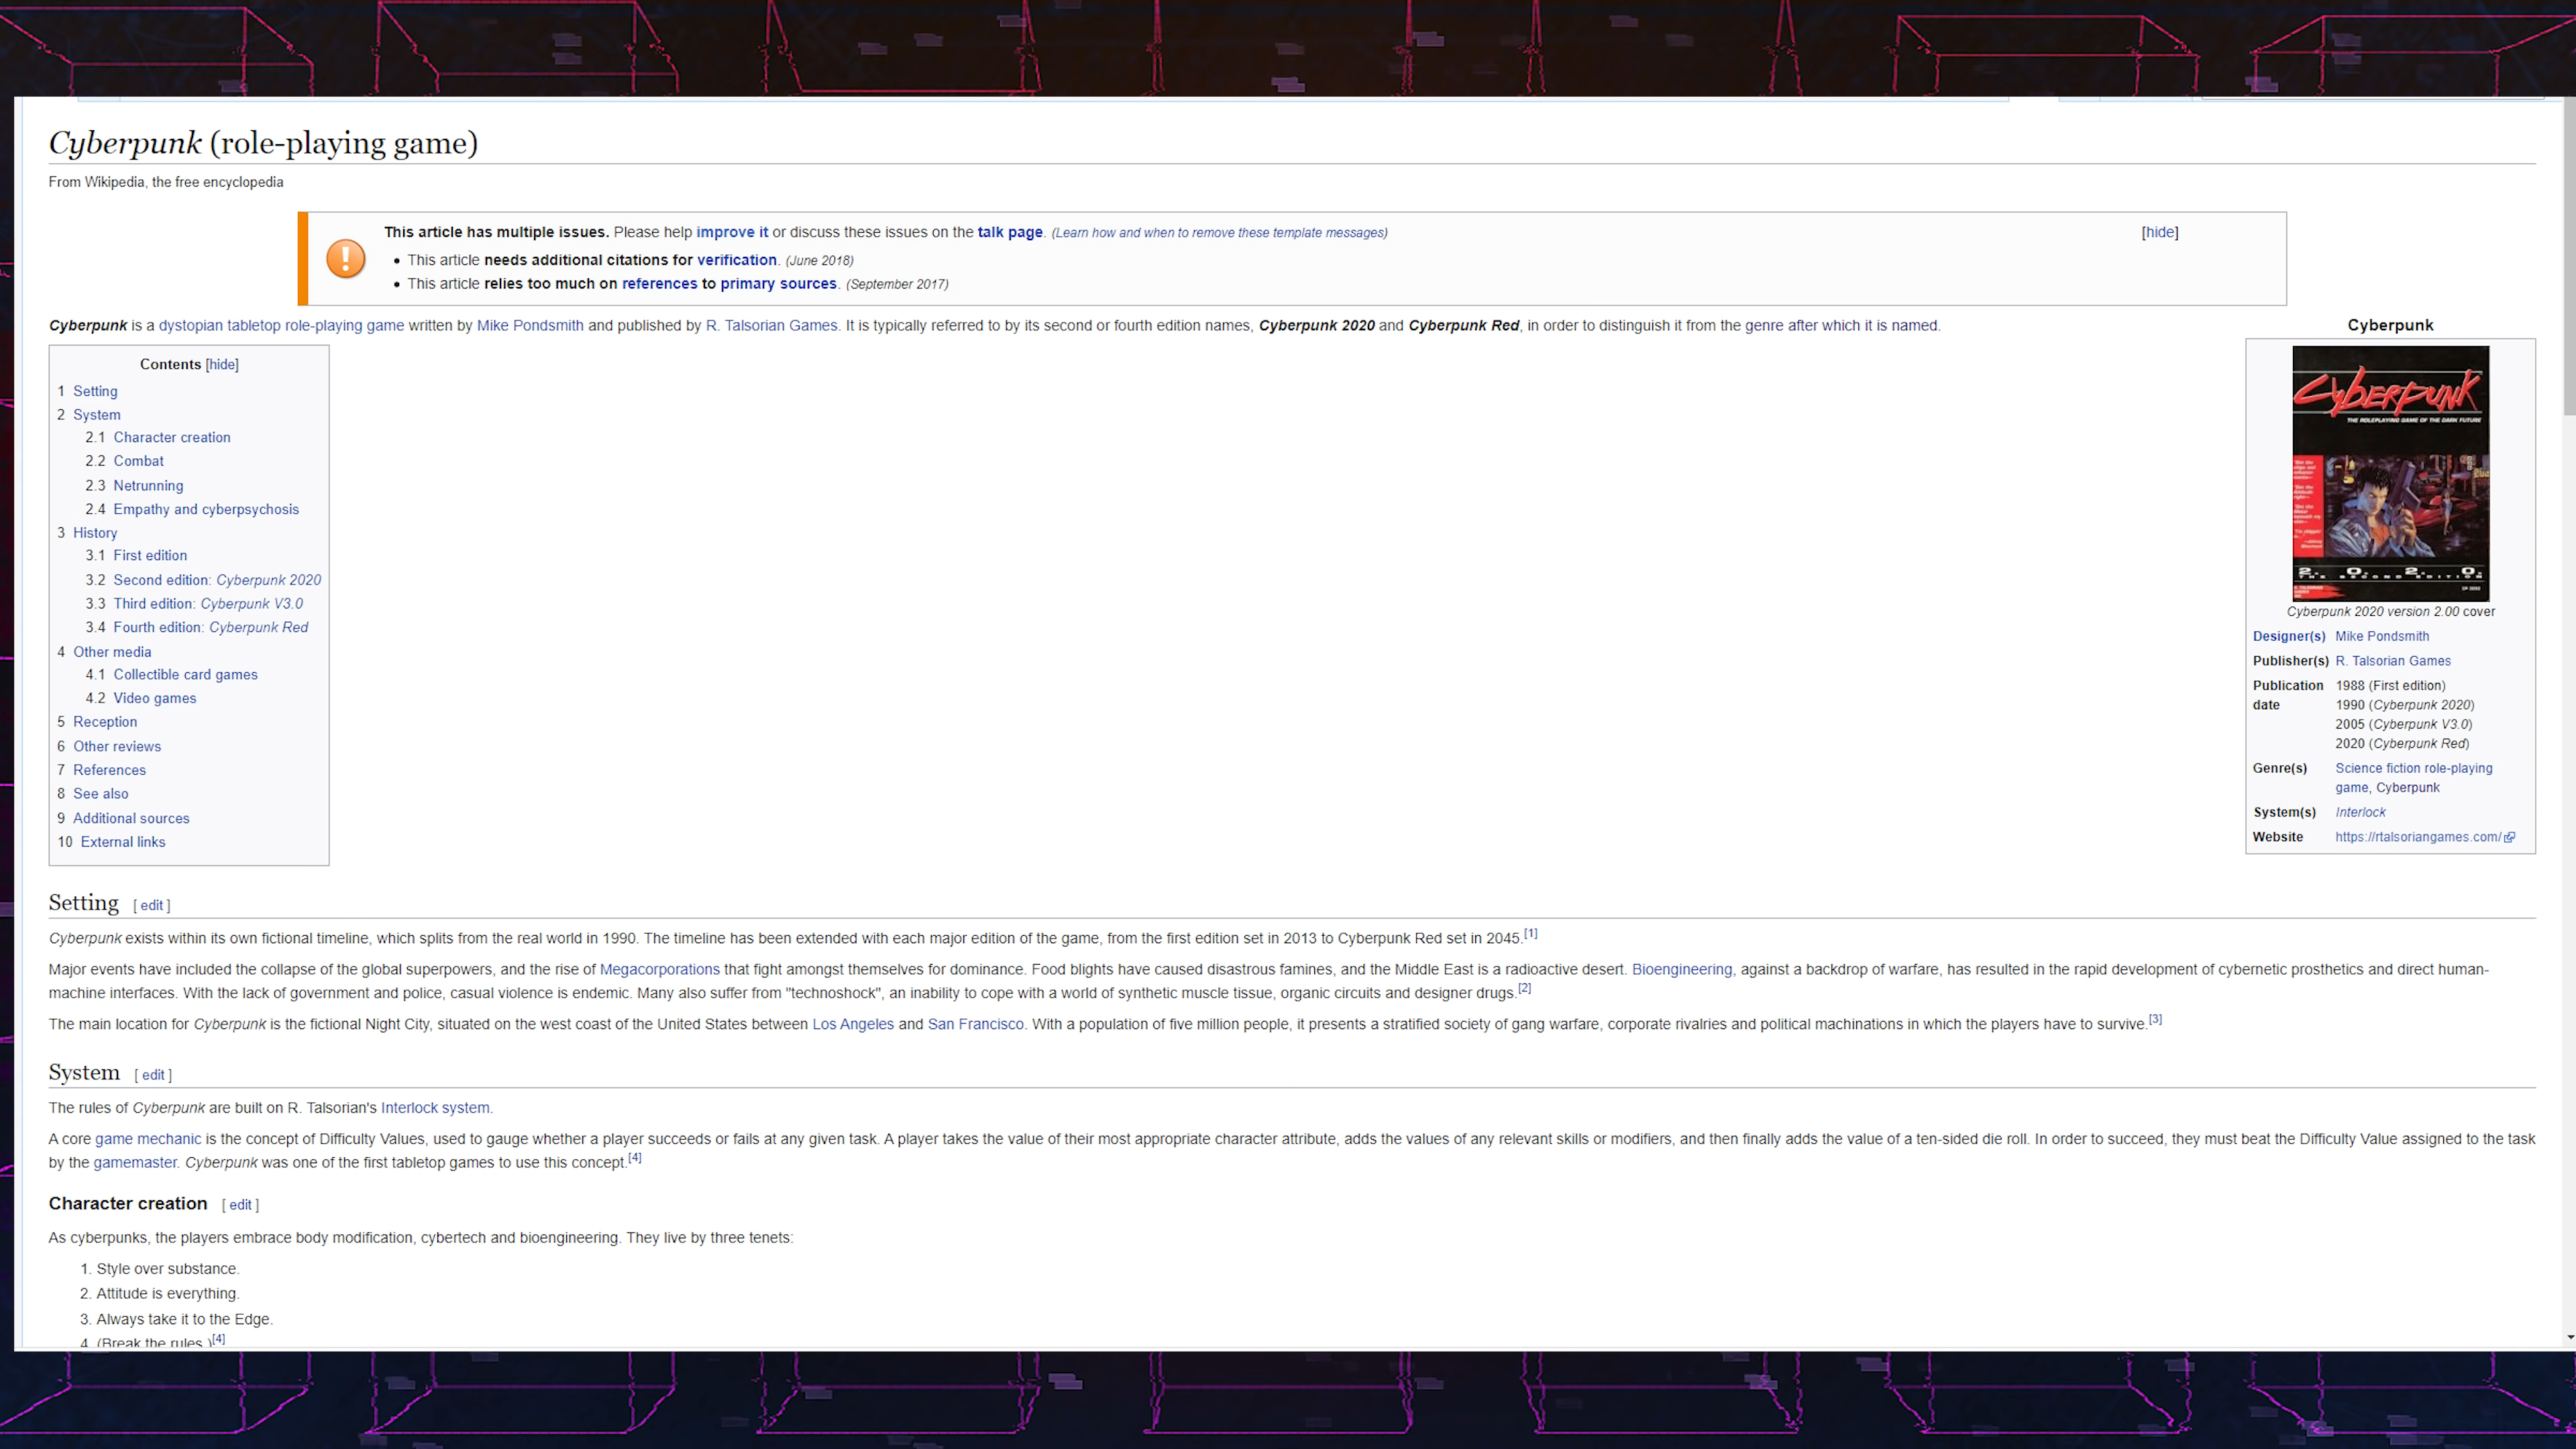 Cyberpunk (role-playing game)
From Wikipedia, the free encyclopedia
This article has multiple issues. Please help improve it or discuss these issues on the talk page. (Learn how and when to remove these template messages)
[hide]
• This article needs additional citations for verification. (June 2018)
• This article relies too much on references to primary sources. (September 2017)
Cyberpunk is a dystopian tabletop role-playing game written by Mike Pondsmith and published by R. Talsorian Games. It is typically referred to by its second or fourth edition names, Cyberpunk 2020 and Cyberpunk Red, in order to distinguish it from the genre after which it is named.
Contents [hide]
1 Setting
2 System
2.1 Character creation
2.2 Combat
2.3 Netrunning
2.4 Empathy and cyberpsychosis
3 History
3.1 First edition
3.2 Second edition: Cyberpunk 2020
3.3 Third edition: Cyberpunk V3.0
3.4 Fourth edition: Cyberpunk Red
4 Other media
4.1 Collectible card games
4.2 Video games
5 Reception
6 Other reviews
7 References
8 See also
9 Additional sources
10 External links
Cyberpunk
CYBERPUNK
THE ROLEPLAYING GAME OF THE DARK FUTURE
2. 0. 2. 0.
THE SECOND EDITION
Cyberpunk 2020 version 2.00 cover
Designer(s) Mike Pondsmith
Publisher(s) R. Talsorian Games
Publication 1988 (First edition)
date 1990 (Cyberpunk 2020)
2005 (Cyberpunk V3.0)
2020 (Cyberpunk Red)
Genre(s) Science fiction role-playing
game, Cyberpunk
System(s) Interlock
Website https://rtalsoriangames.com/
Setting [ edit ]
Cyberpunk exists within its own fictional timeline, which splits from the real world in 1990. The timeline has been extended with each major edition of the game, from the first edition set in 2013 to Cyberpunk Red set in 2045.[1]
Major events have included the collapse of the global superpowers, and the rise of Megacorporations that fight amongst themselves for dominance. Food blights have caused disastrous famines, and the Middle East is a radioactive desert. Bioengineering, against a backdrop of warfare, has resulted in the rapid development of cybernetic prosthetics and direct human-
machine interfaces. With the lack of government and police, casual violence is endemic. Many also suffer from "technoshock", an inability to cope with a world of synthetic muscle tissue, organic circuits and designer drugs.[2]
The main location for Cyberpunk is the fictional Night City, situated on the west coast of the United States between Los Angeles and San Francisco. With a population of five million people, it presents a stratified society of gang warfare, corporate rivalries and political machinations in which the players have to survive.[3]
System [ edit ]
The rules of Cyberpunk are built on R. Talsorian's Interlock system.
A core game mechanic is the concept of Difficulty Values, used to gauge whether a player succeeds or fails at any given task. A player takes the value of their most appropriate character attribute, adds the values of any relevant skills or modifiers, and then finally adds the value of a ten-sided die roll. In order to succeed, they must beat the Difficulty Value assigned to the task
by the gamemaster. Cyberpunk was one of the first tabletop games to use this concept.[4]
Character creation [ edit ]
As cyberpunks, the players embrace body modification, cybertech and bioengineering. They live by three tenets:
1. Style over substance.
2. Attitude is everything.
3. Always take it to the Edge.
4. (Break the rules.)[4]